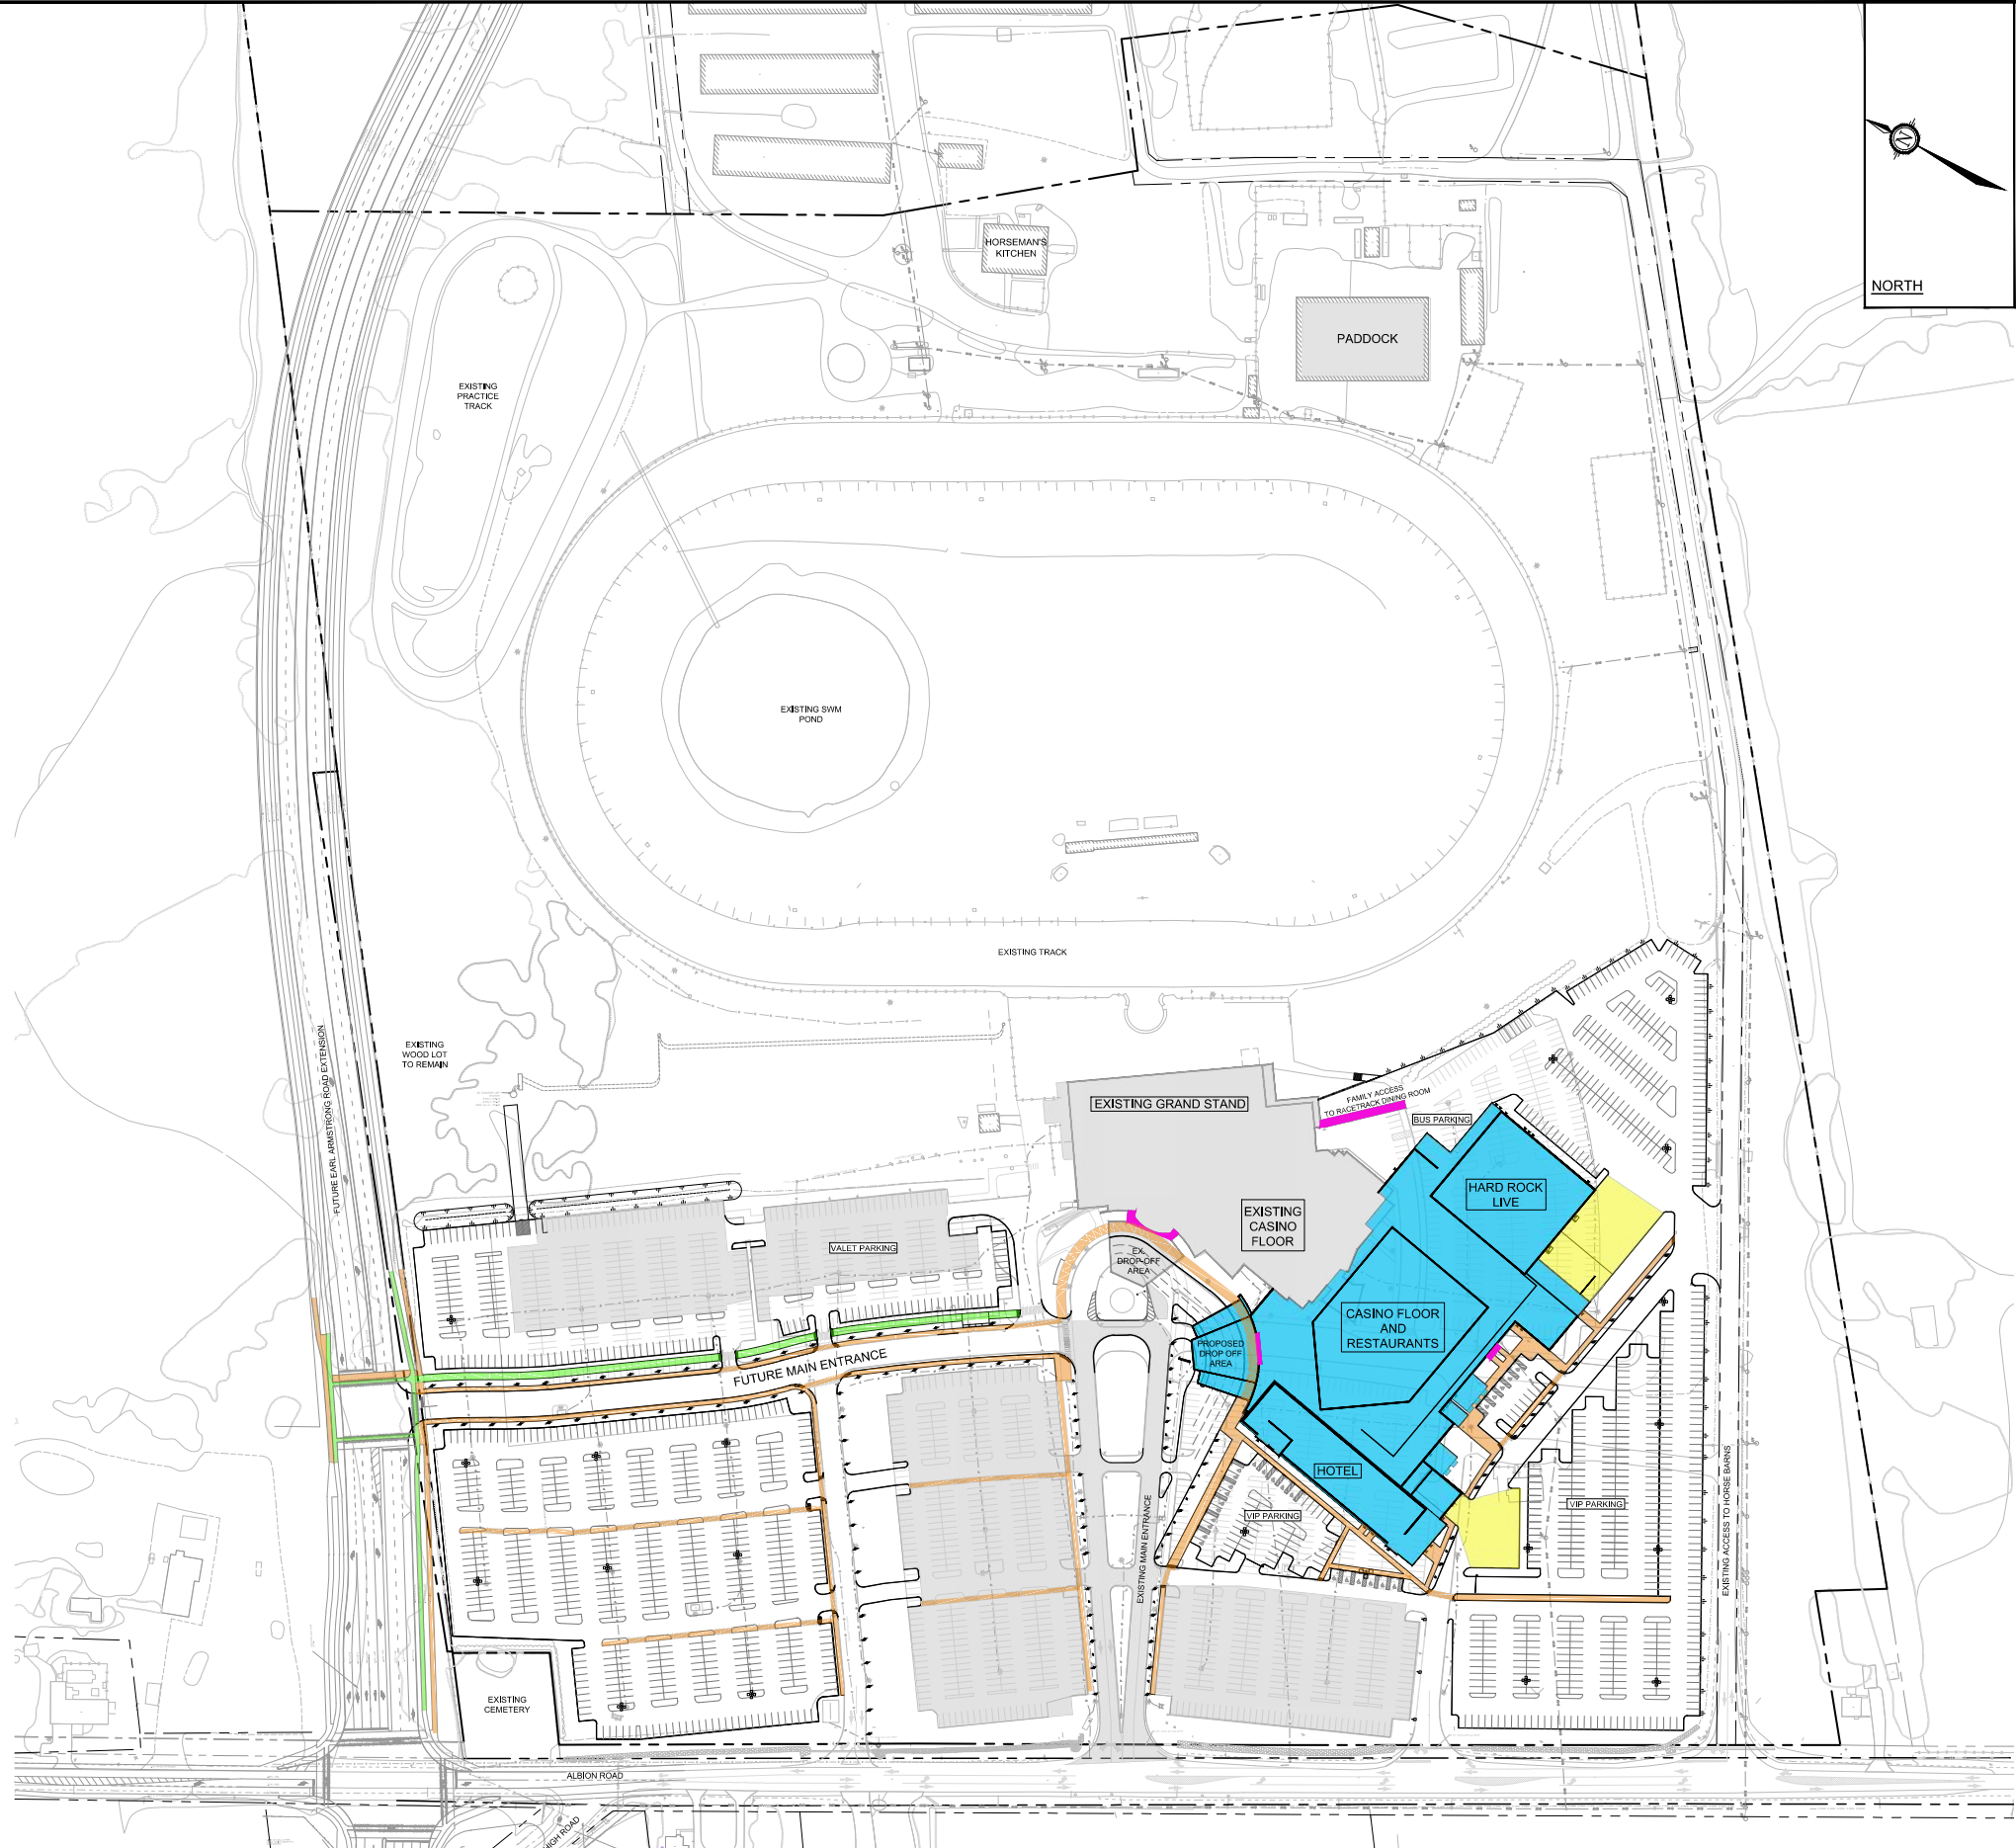 NORTH
N
HORSEMAN'S
KITCHEN
PADDOCK
EXISTING
PRACTICE
TRACK
EXISTING SWM
POND
EXISTING TRACK
FUTURE EARL ARMSTRONG ROAD EXTENSION
EXISTING
WOOD LOT
TO REMAIN
EXISTING GRAND STAND
FAMILY ACCESS
TO RACETRACK DINING ROOM
BUS PARKING
HARD ROCK
LIVE
EXISTING
CASINO
FLOOR
VALET PARKING
EX.
DROP-OFF
AREA
CASINO FLOOR
AND
RESTAURANTS
PROPOSED
DROP OFF
AREA
FUTURE MAIN ENTRANCE
HOTEL
VIP PARKING
VIP PARKING
EXISTING MAIN ENTRANCE
EXISTING ACCESS TO HORSE BARNS
EXISTING
CEMETERY
ALBION ROAD
HIGH ROAD